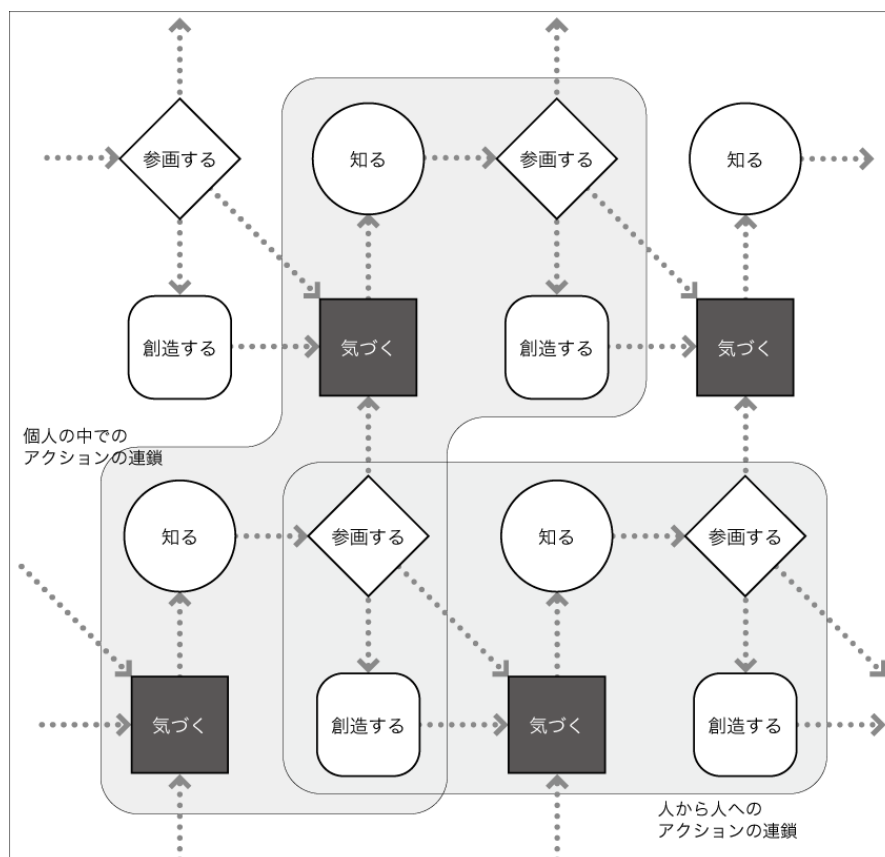 参画する
知る
参画する
知る
創造する
気づく
創造する
気づく
個人の中での
アクションの連鎖
知る
参画する
知る
参画する
気づく
創造する
気づく
創造する
人から人への
アクションの連鎖